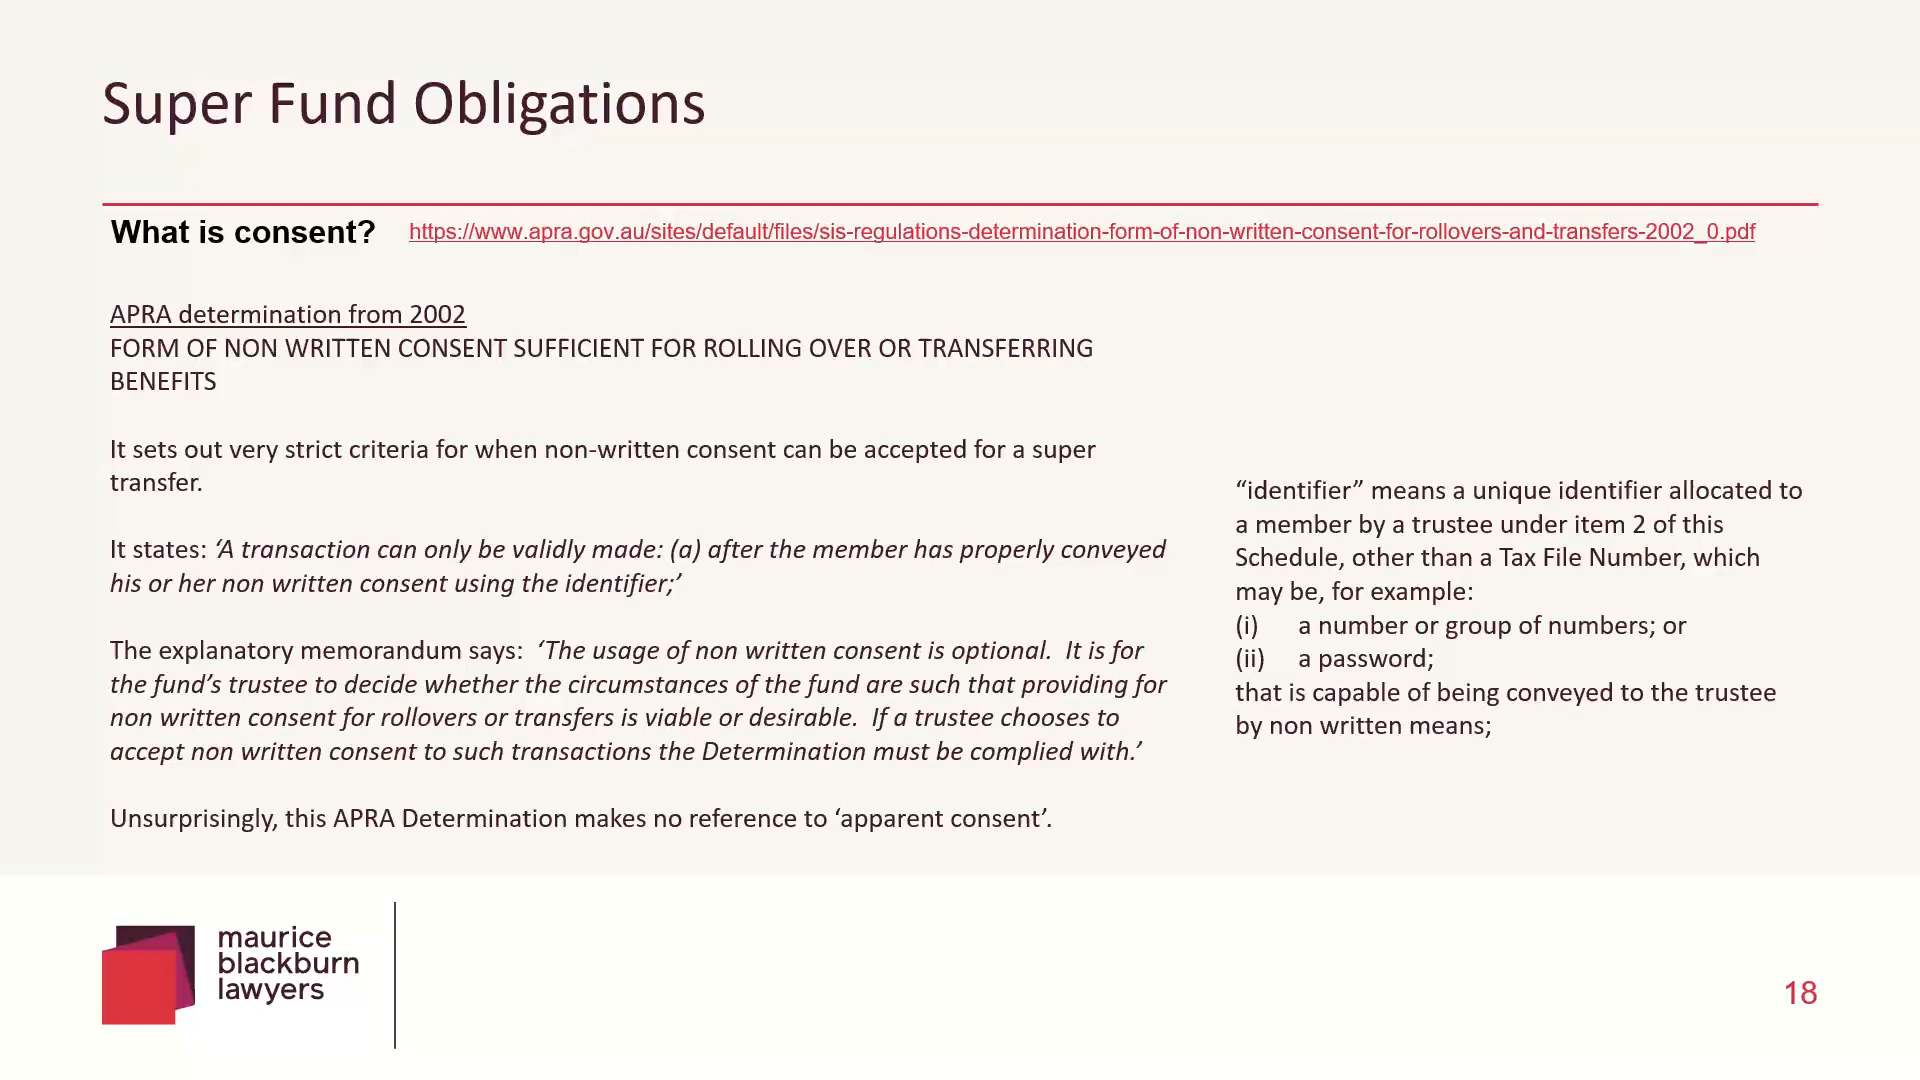 Super Fund Obligations
What is consent? https://www.apra.gov.au/sites/default/files/sis-regulations-determination-form-of-non-written-consent-for-rollovers-and-transfers-2002_0.pdf
APRA determination from 2002
FORM OF NON WRITTEN CONSENT SUFFICIENT FOR ROLLING OVER OR TRANSFERRING
BENEFITS
It sets out very strict criteria for when non-written consent can be accepted for a super
transfer.
It states: ‘A transaction can only be validly made: (a) after the member has properly conveyed
his or her non written consent using the identifier;’
The explanatory memorandum says:  ‘The usage of non written consent is optional.  It is for
the fund’s trustee to decide whether the circumstances of the fund are such that providing for
non written consent for rollovers or transfers is viable or desirable.  If a trustee chooses to
accept non written consent to such transactions the Determination must be complied with.’
Unsurprisingly, this APRA Determination makes no reference to ‘apparent consent’.
“identifier” means a unique identifier allocated to
a member by a trustee under item 2 of this
Schedule, other than a Tax File Number, which
may be, for example:
(i) a number or group of numbers; or
(ii) a password;
that is capable of being conveyed to the trustee
by non written means;
maurice
blackburn
lawyers
18